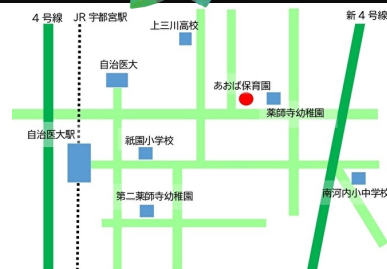 4号線
JR 宇都宮駅
上三川高校
新4号線
自治医大
あおば保育園
薬師寺幼稚園
自治医大駅
祇園小学校
南河内小中学校
第二薬師寺幼稚園